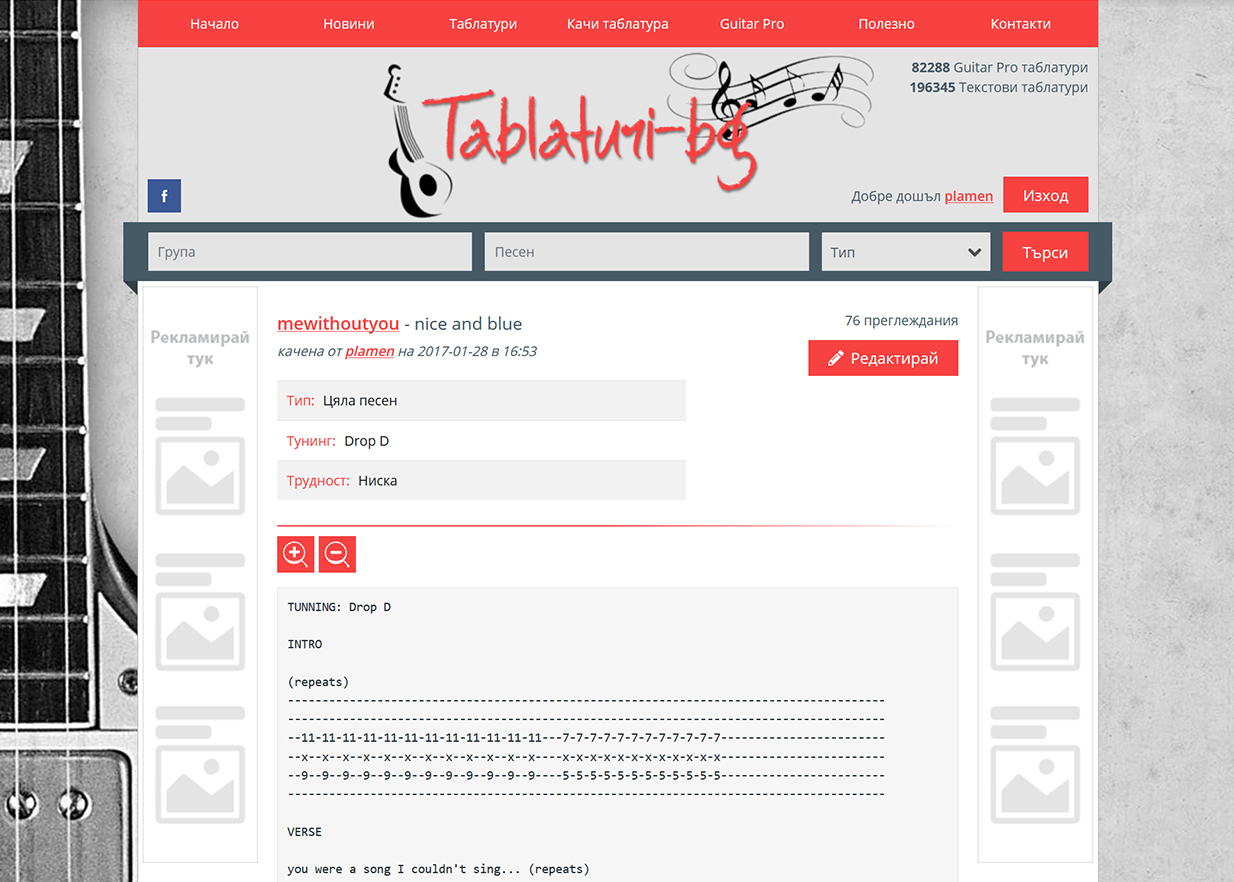 Начало Новини Таблатури Качи таблатура Guitar Pro Полезно Контакти
82288 Guitar Pro таблатури
196345 Текстови таблатури
Tablaturi-bg
f
Добре дошъл plamen Изход
Група Песен Тип Търси
Рекламирай
тук
mewithoutyou - nice and blue
76 преглеждания
качена от plamen на 2017-01-28 в 16:53
Редактирай
Рекламирай
тук
Тип: Цяла песен
Тунинг: Drop D
Трудност: Ниска
TUNNING: Drop D
INTRO
(repeats)
---------------------------------------------------------------------------------------
---------------------------------------------------------------------------------------
--11-11-11-11-11-11-11-11-11-11-11-11---7-7-7-7-7-7-7-7-7-7-7-7------------------------
--x--x--x--x--x--x--x--x--x--x--x--x----x-x-x-x-x-x-x-x-x-x-x-x------------------------
--9--9--9--9--9--9--9--9--9--9--9--9----5-5-5-5-5-5-5-5-5-5-5-5------------------------
---------------------------------------------------------------------------------------
VERSE
you were a song I couldn't sing... (repeats)